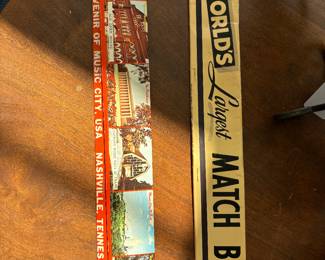 VENIR OF MUSIC CITY, USA NASHVILLE, TENNES
ORLD'S Largest MATCH B